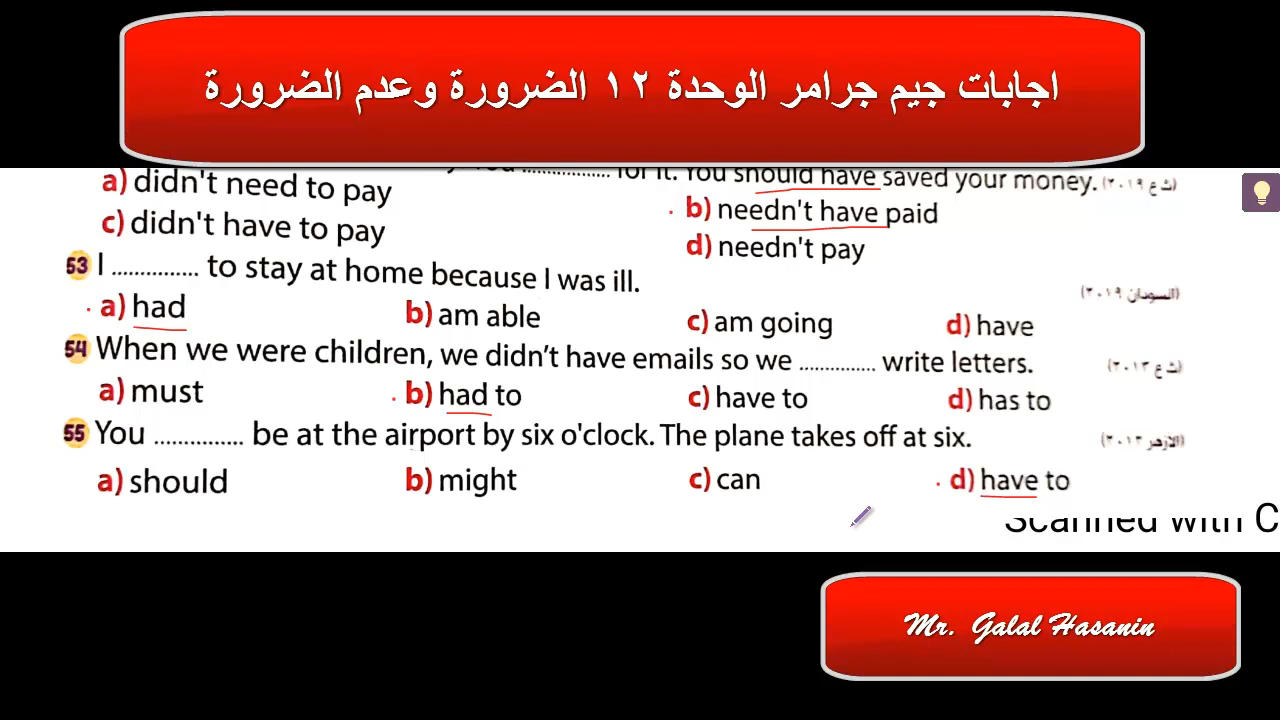 اجابات جيم جرامر الوحدة ١٢ الضرورة وعدم الضرورة
for it. You should have saved your money. (ث ع ٢٠١٩)
a) didn't need to pay
b) needn't have paid
c) didn't have to pay
d) needn't pay
53 I ............... to stay at home because I was ill. (السودان ٢٠١٩)
a) had b) am able c) am going d) have
54 When we were children, we didn't have emails so we .............. write letters. (ث ع ٢٠١٣)
a) must b) had to c) have to d) has to
55 You ................ be at the airport by six o'clock. The plane takes off at six. (الازهر ٢٠١٣)
a) should b) might c) can d) have to
Scanned with C
Mr. Galal Hasanin